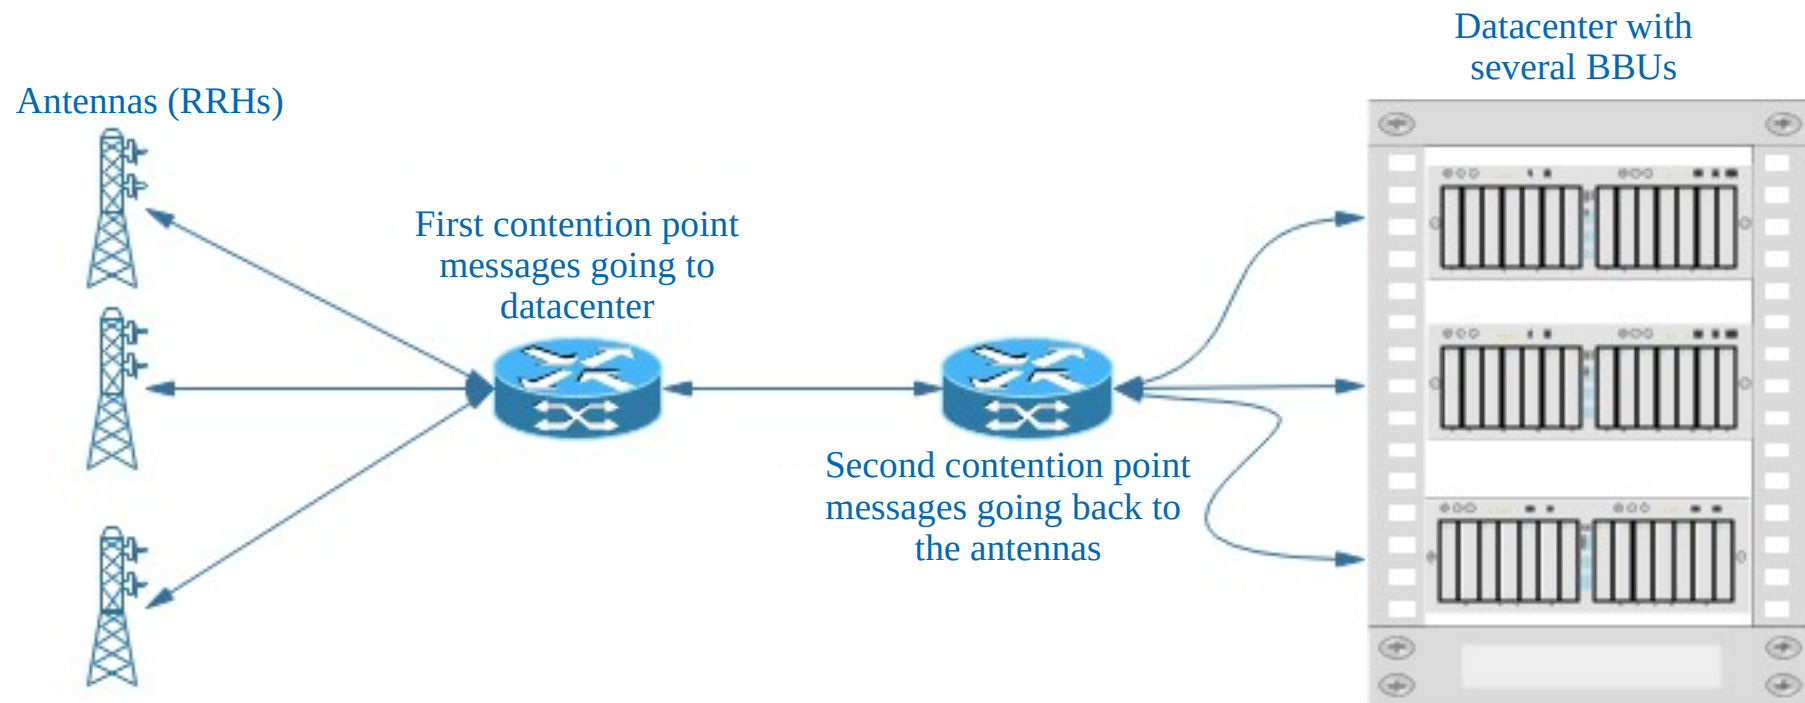 Datacenter with
several BBUs
Antennas (RRHs)
First contention point
messages going to
datacenter
Second contention point
messages going back to
the antennas